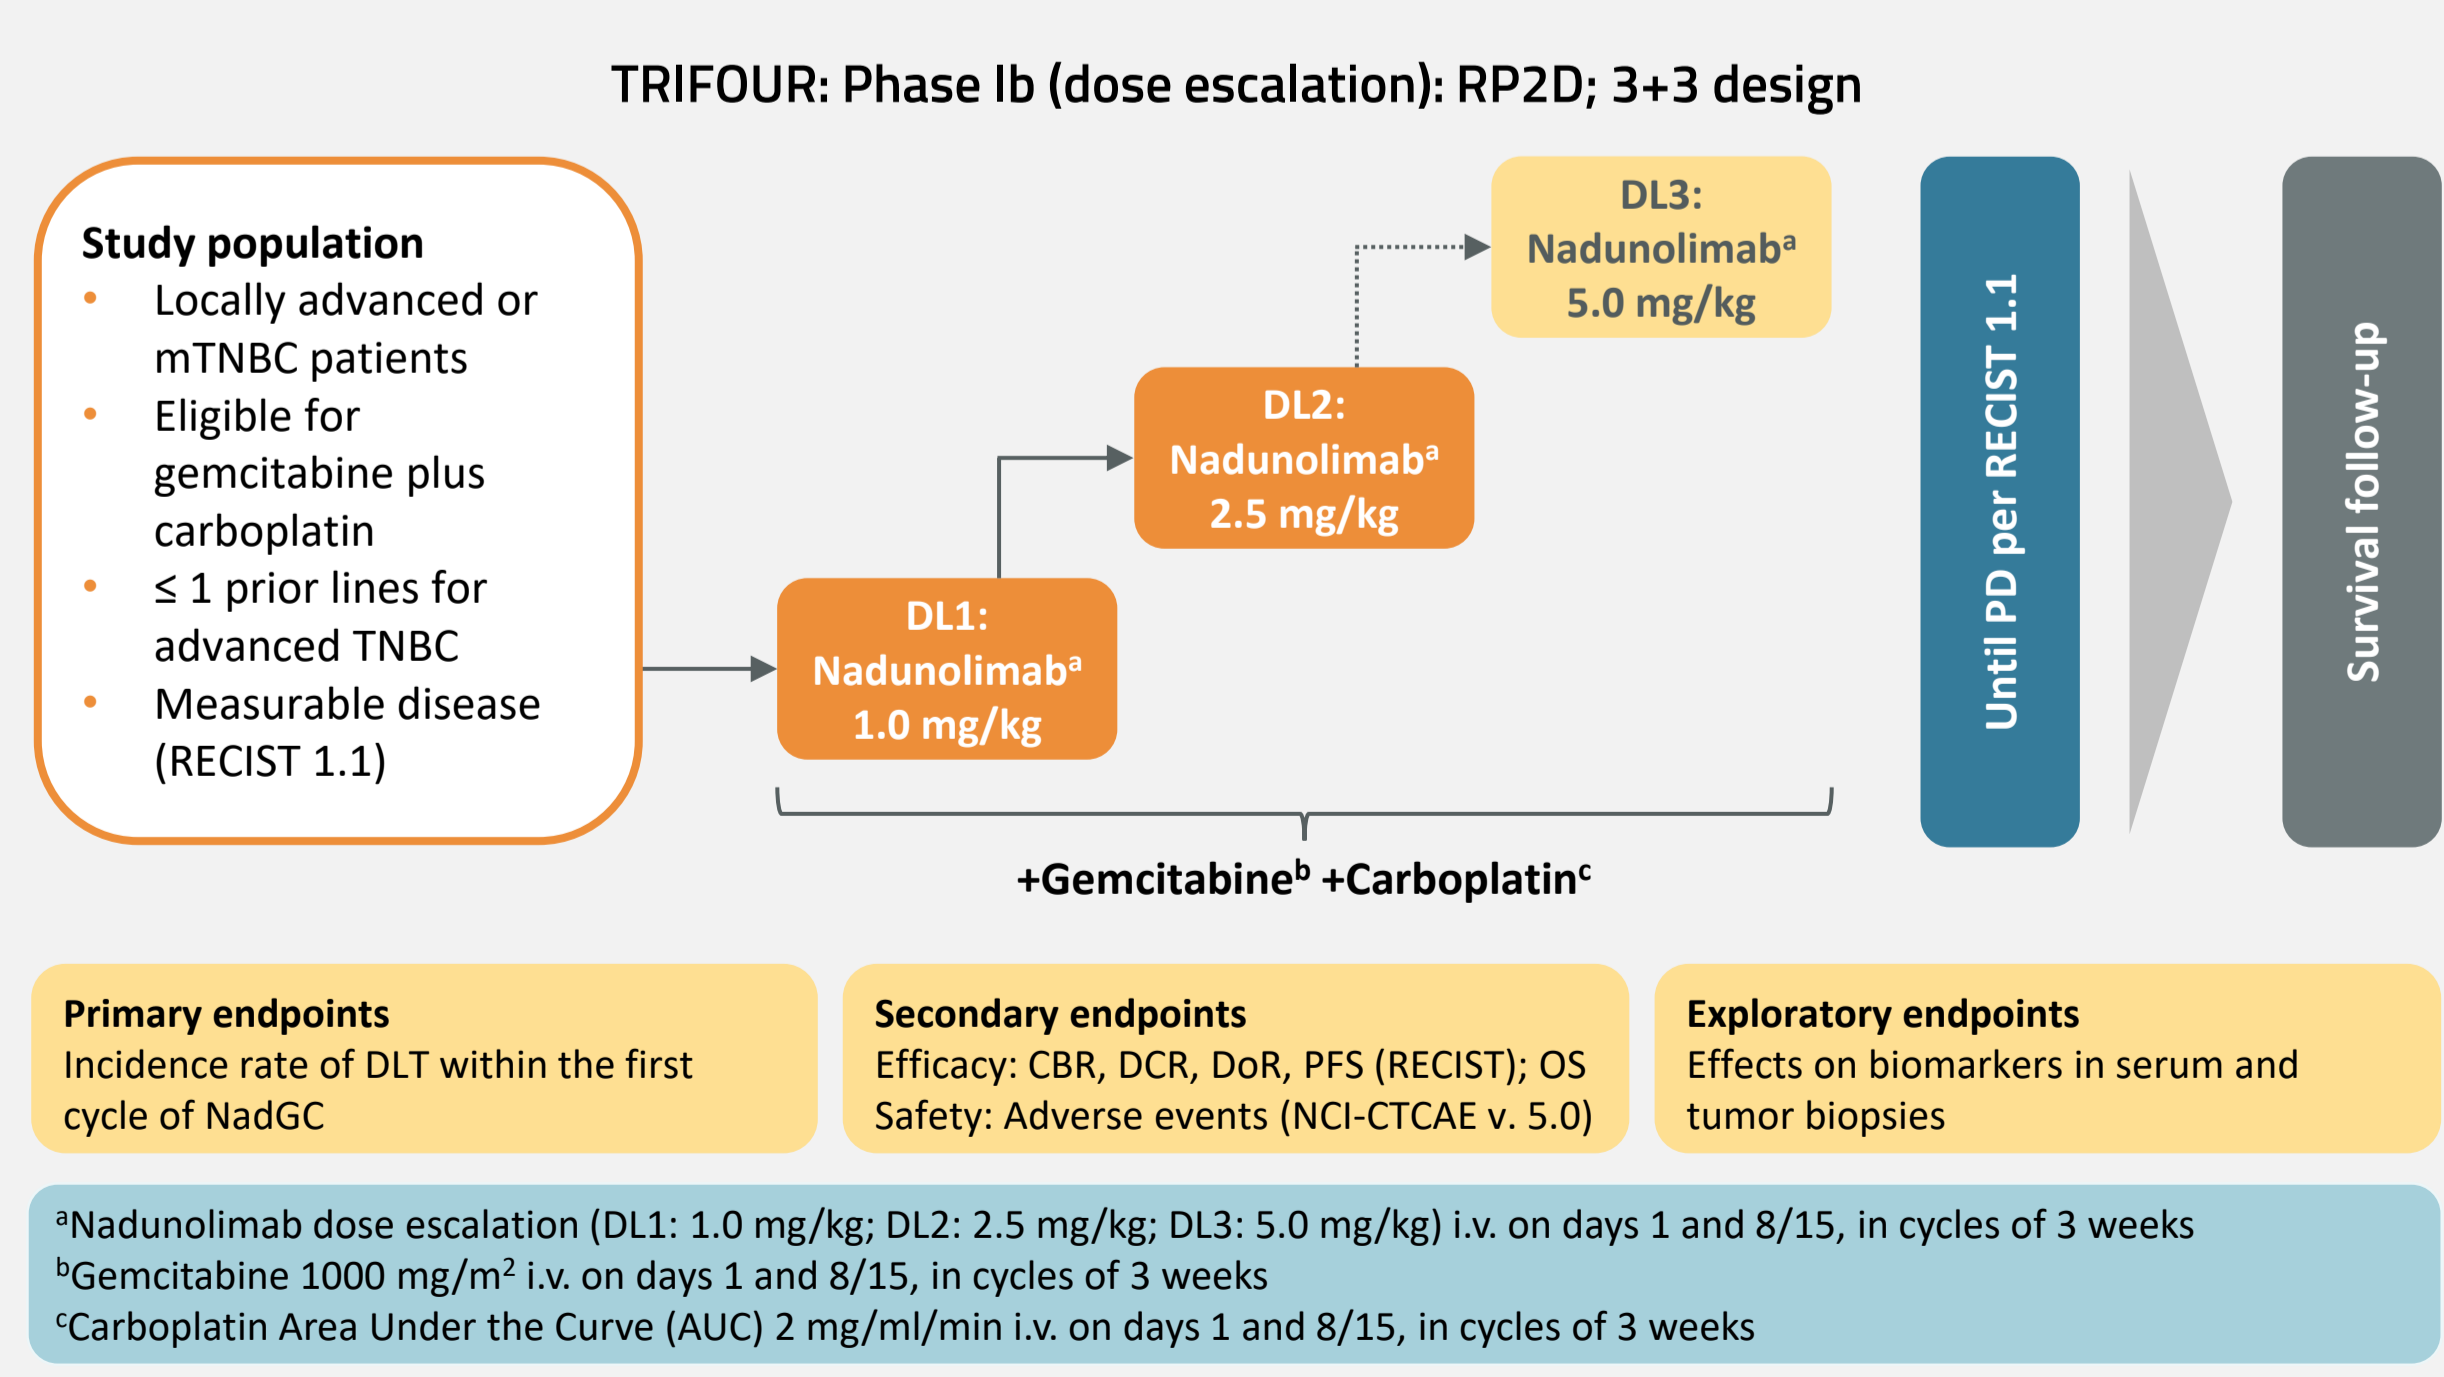 TRIFOUR: Phase Ib (dose escalation): RP2D; 3+3 design
Study population
• Locally advanced or
mTNBC patients
• Eligible for
gemcitabine plus
carboplatin
• ≤ 1 prior lines for
advanced TNBC
• Measurable disease
(RECIST 1.1)
DL1:
Nadunolimabᵃ
1.0 mg/kg
DL2:
Nadunolimabᵃ
2.5 mg/kg
DL3:
Nadunolimabᵃ
5.0 mg/kg
+Gemcitabineᵇ +Carboplatinᶜ
Until PD per RECIST 1.1
Survival follow-up
Primary endpoints
Incidence rate of DLT within the first
cycle of NadGC
Secondary endpoints
Efficacy: CBR, DCR, DoR, PFS (RECIST); OS
Safety: Adverse events (NCI-CTCAE v. 5.0)
Exploratory endpoints
Effects on biomarkers in serum and
tumor biopsies
ᵃNadunolimab dose escalation (DL1: 1.0 mg/kg; DL2: 2.5 mg/kg; DL3: 5.0 mg/kg) i.v. on days 1 and 8/15, in cycles of 3 weeks
ᵇGemcitabine 1000 mg/m² i.v. on days 1 and 8/15, in cycles of 3 weeks
ᶜCarboplatin Area Under the Curve (AUC) 2 mg/ml/min i.v. on days 1 and 8/15, in cycles of 3 weeks